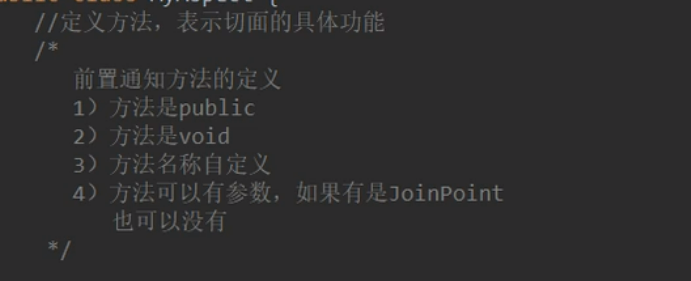 //定义方法，表示切面的具体功能
/*
前置通知方法的定义
1）方法是public
2）方法是void
3）方法名称自定义
4）方法可以有参数，如果有是JoinPoint
也可以没有
*/